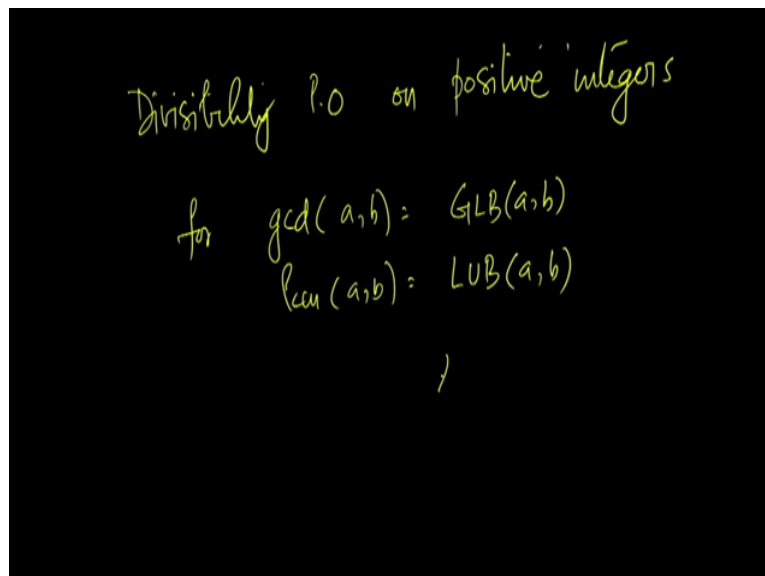 Divisibility P.O on positive integers
for gcd(a,b) = GLB(a,b)
lcm(a,b) = LUB(a,b)